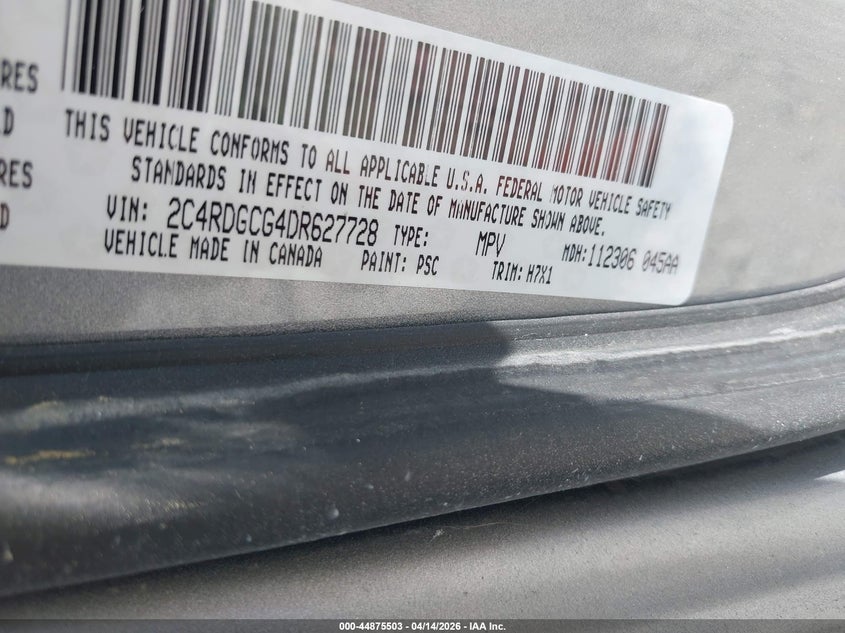 RES
D
RES
D
THIS VEHICLE CONFORMS TO ALL APPLICABLE U.S.A. FEDERAL MOTOR VEHICLE SAFETY
STANDARDS IN EFFECT ON THE DATE OF MANUFACTURE SHOWN ABOVE.
VIN: 2C4RDGCG4DR627728 TYPE: MPV MDH:112306 045AA
VEHICLE MADE IN CANADA PAINT: PSC TRIM: H7X1
000-44875503 - 04/14/2026 - IAA Inc.